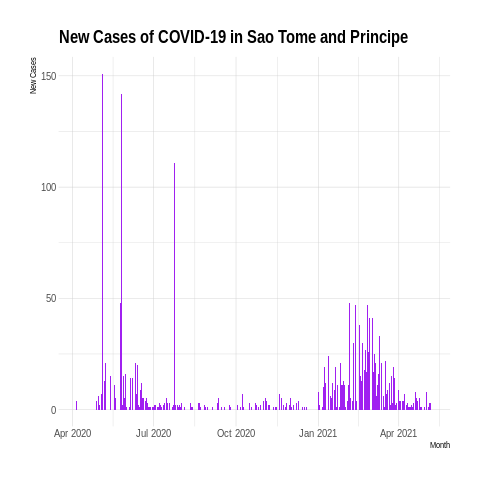 New Cases of COVID-19 in Sao Tome and Principe
New Cases
150
100
50
0
Apr 2020 Jul 2020 Oct 2020 Jan 2021 Apr 2021
Month